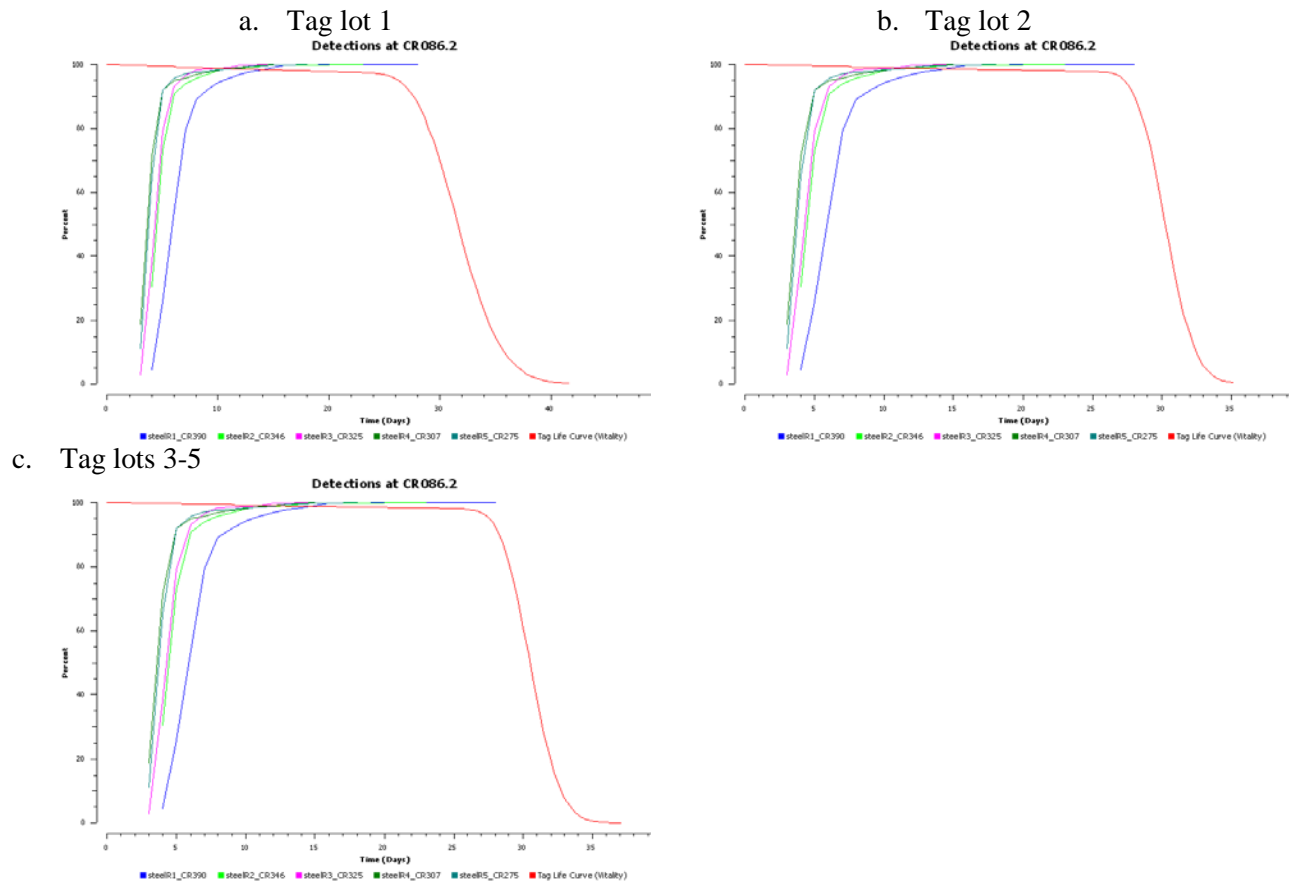 a. Tag lot 1
Detections at CR086.2
100
80
60
40
20
0
Percent
0 10 20 30 40
Time (Days)
steelR1_CR390 steelR2_CR346 steelR3_CR325 steelR4_CR307 steelR5_CR275 Tag Life Curve (Vitality)
b. Tag lot 2
Detections at CR086.2
100
80
60
40
20
0
Percent
0 5 10 15 20 25 30 35
Time (Days)
steelR1_CR390 steelR2_CR346 steelR3_CR325 steelR4_CR307 steelR5_CR275 Tag Life Curve (Vitality)
c. Tag lots 3-5
Detections at CR086.2
100
80
60
40
20
0
Percent
0 5 10 15 20 25 30 35
Time (Days)
steelR1_CR390 steelR2_CR346 steelR3_CR325 steelR4_CR307 steelR5_CR275 Tag Life Curve (Vitality)